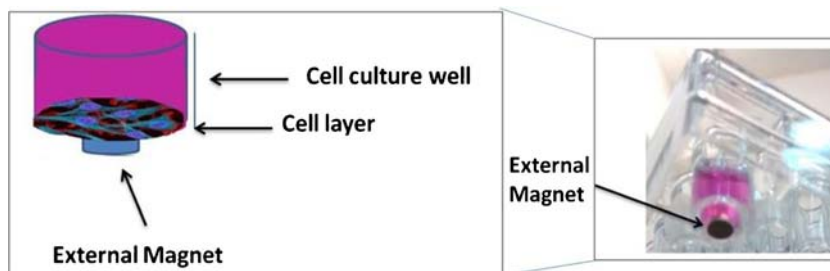 Cell culture well
Cell layer
External Magnet
External
Magnet